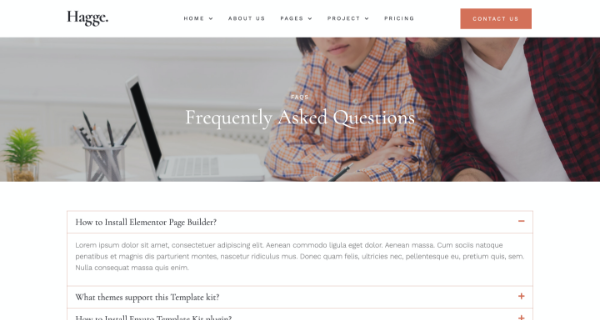 Hagge.
HOME ABOUT US PAGES PROJECT PRICING
CONTACT US
FAQS
Frequently Asked Questions
How to Install Elementor Page Builder?
Lorem ipsum dolor sit amet, consectetuer adipiscing elit. Aenean commodo ligula eget dolor. Aenean massa. Cum sociis natoque
penatibus et magnis dis parturient montes, nascetur ridiculus mus. Donec quam felis, ultricies nec, pellentesque eu, pretium quis, sem.
Nulla consequat massa quis enim.
What themes support this Template kit?
How to Install Envato Template Kit plugin?